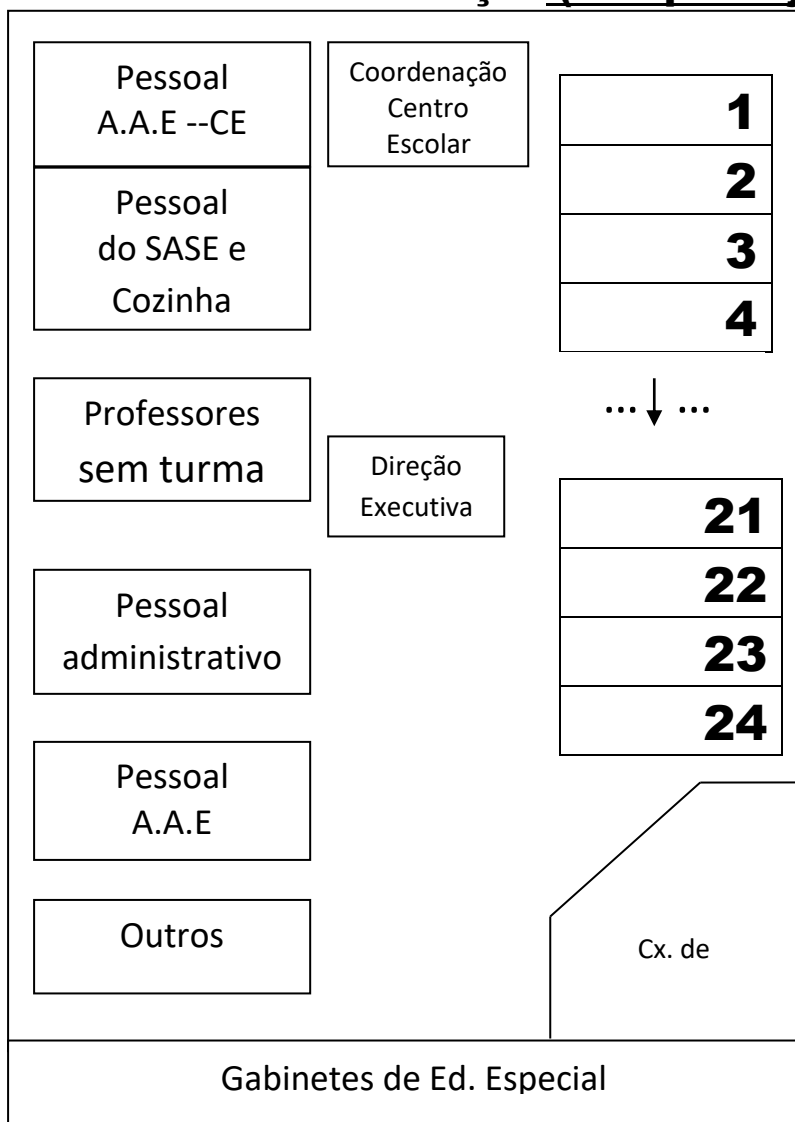 Pessoal
A.A.E --CE
Pessoal
do SASE e
Cozinha
Coordenação
Centro
Escolar
1
2
3
4
... ...
Professores
sem turma
Direção
Executiva
21
22
23
24
Pessoal
administrativo
Pessoal
A.A.E
Outros
Cx. de
Gabinetes de Ed. Especial